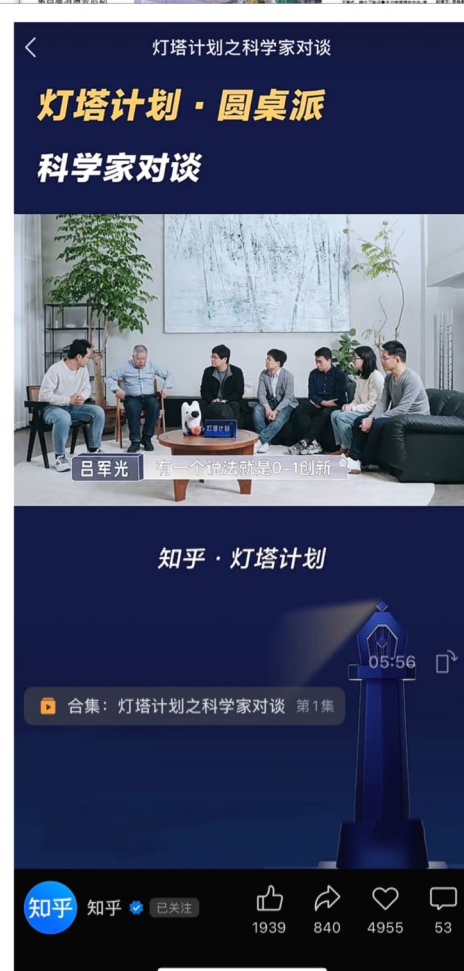 灯塔计划之科学家对谈
灯塔计划·圆桌派
科学家对谈
灯塔计划
吕军光 有一个说法就是0-1创新
知乎·灯塔计划
05:56
合集：灯塔计划之科学家对谈 第1集
知乎 知乎 已关注
1939 840 4955 53